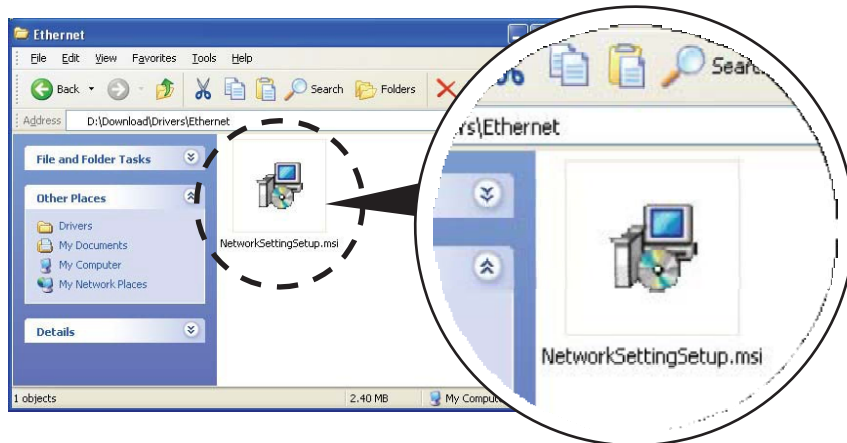 Ethernet
File Edit View Favorites Tools Help
Back Search Folders
Address D:\Download\Drivers\Ethernet
File and Folder Tasks
Other Places
Drivers
My Documents
My Computer
My Network Places
Details
NetworkSettingSetup.msi
1 objects 2.40 MB My Compute
Sear
rs\Ethernet
NetworkSettingSetup.msi